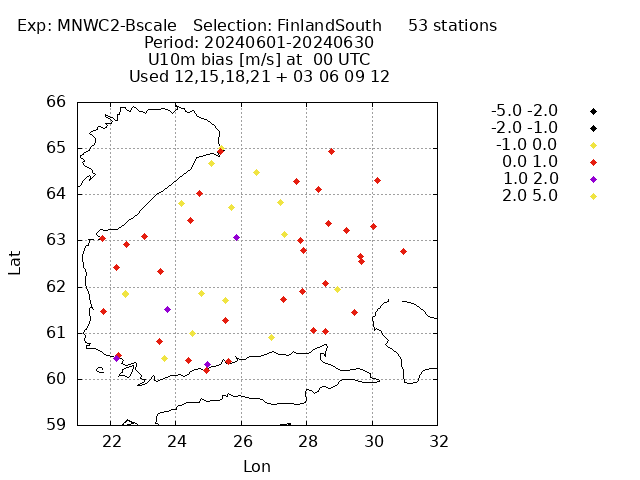 Exp: MNWC2-Bscale   Selection: FinlandSouth     53 stations
Period: 20240601-20240630
U10m bias [m/s] at  00 UTC
Used 12,15,18,21 + 03 06 09 12
-5.0 -2.0
-2.0 -1.0
-1.0 0.0
0.0 1.0
1.0 2.0
2.0 5.0
66
65
64
63
62
61
60
59
Lat
22 24 26 28 30 32
Lon